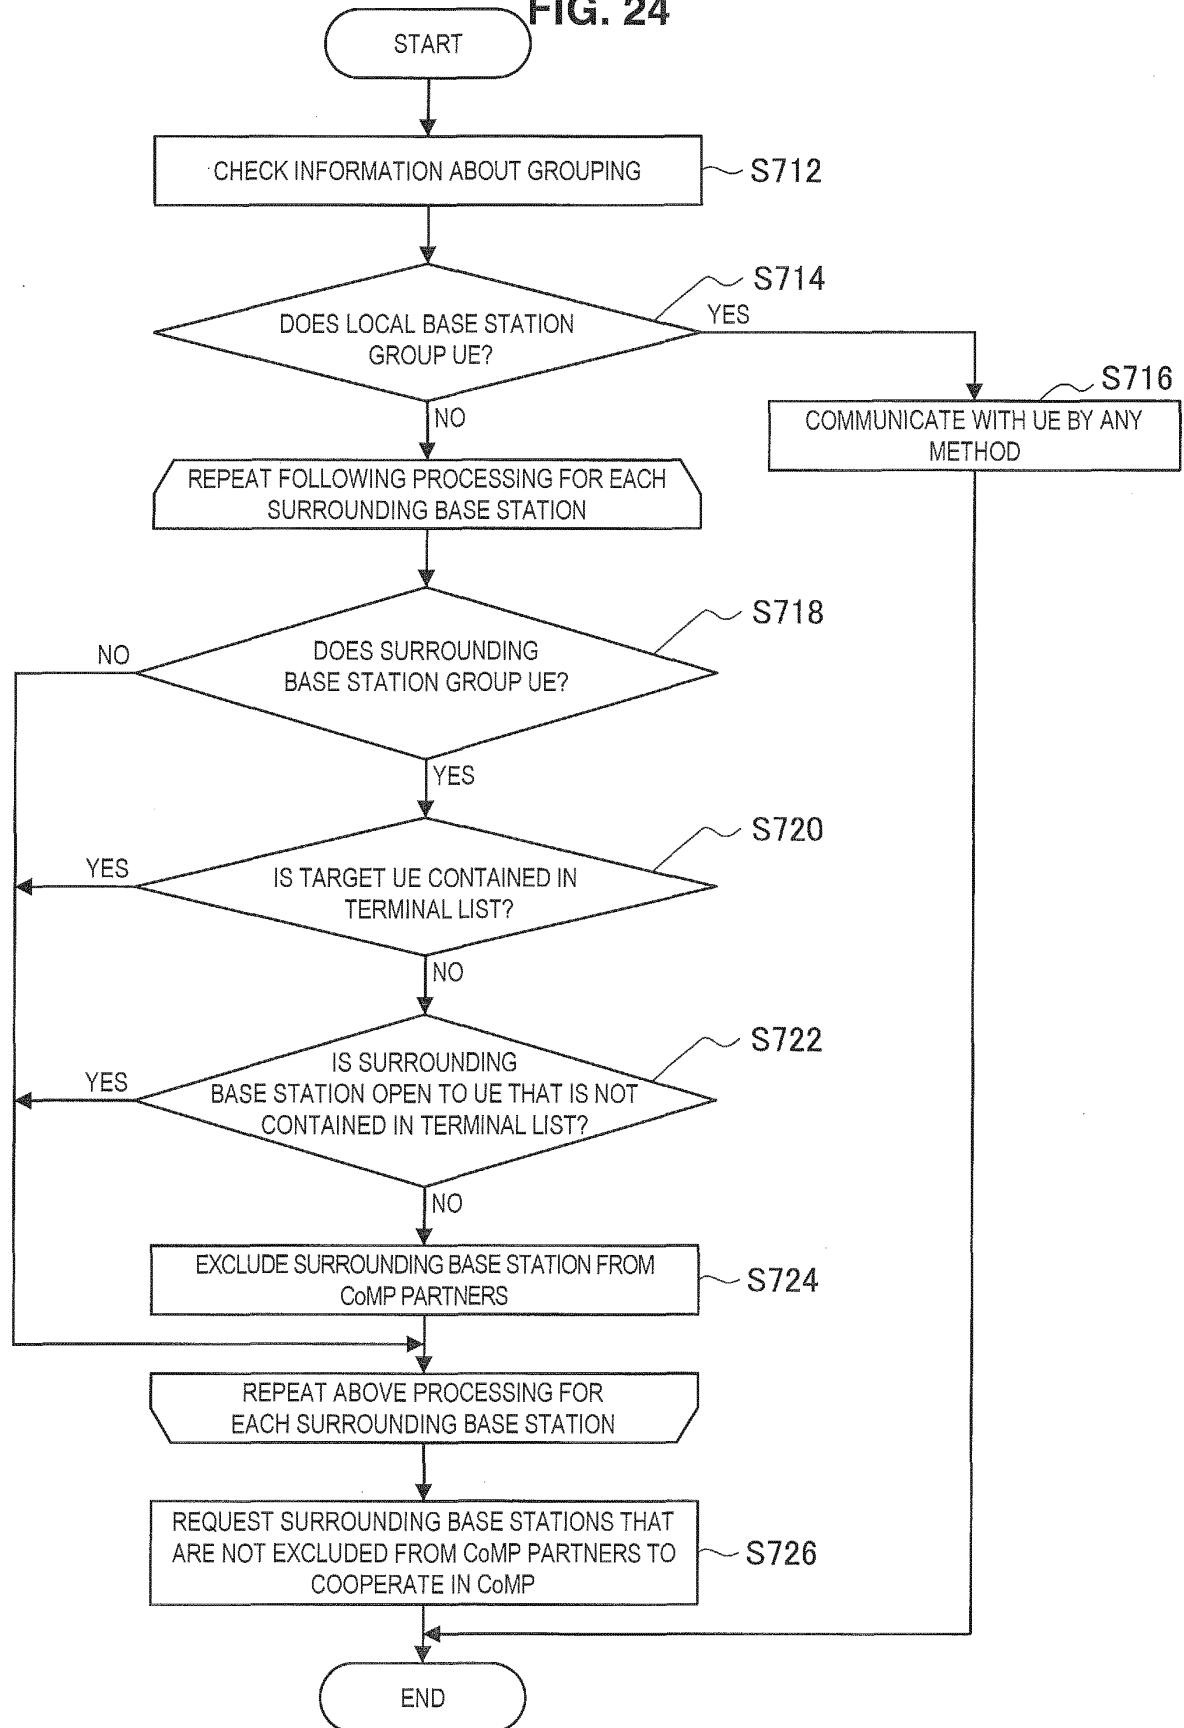 FIG. 24
START
CHECK INFORMATION ABOUT GROUPING
S712
S714
DOES LOCAL BASE STATION
GROUP UE?
YES
NO
S716
COMMUNICATE WITH UE BY ANY
METHOD
REPEAT FOLLOWING PROCESSING FOR EACH
SURROUNDING BASE STATION
S718
NO
DOES SURROUNDING
BASE STATION GROUP UE?
YES
S720
YES
IS TARGET UE CONTAINED IN
TERMINAL LIST?
NO
S722
YES
IS SURROUNDING
BASE STATION OPEN TO UE THAT IS NOT
CONTAINED IN TERMINAL LIST?
NO
EXCLUDE SURROUNDING BASE STATION FROM
CoMP PARTNERS
S724
REPEAT ABOVE PROCESSING FOR
EACH SURROUNDING BASE STATION
REQUEST SURROUNDING BASE STATIONS THAT
ARE NOT EXCLUDED FROM CoMP PARTNERS TO
COOPERATE IN CoMP
S726
END